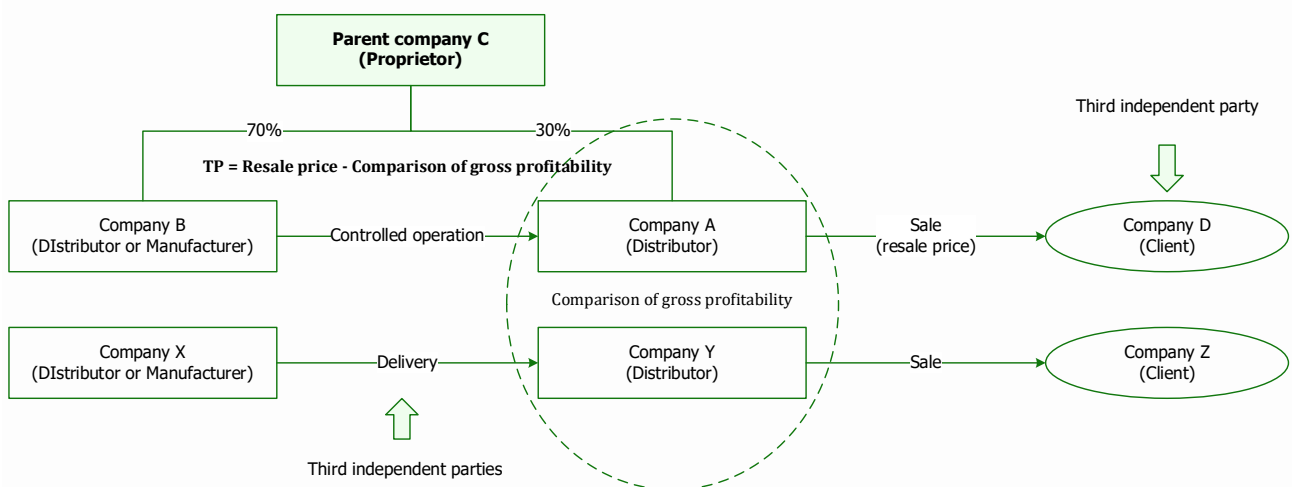 Parent company C
(Proprietor)
Third independent party
70%
30%
TP = Resale price - Comparison of gross profitability
Company B
(DIstributor or Manufacturer)
Controlled operation
Company A
(Distributor)
Sale
(resale price)
Company D
(Client)
Comparison of gross profitability
Company X
(DIstributor or Manufacturer)
Delivery
Company Y
(Distributor)
Sale
Company Z
(Client)
Third independent parties